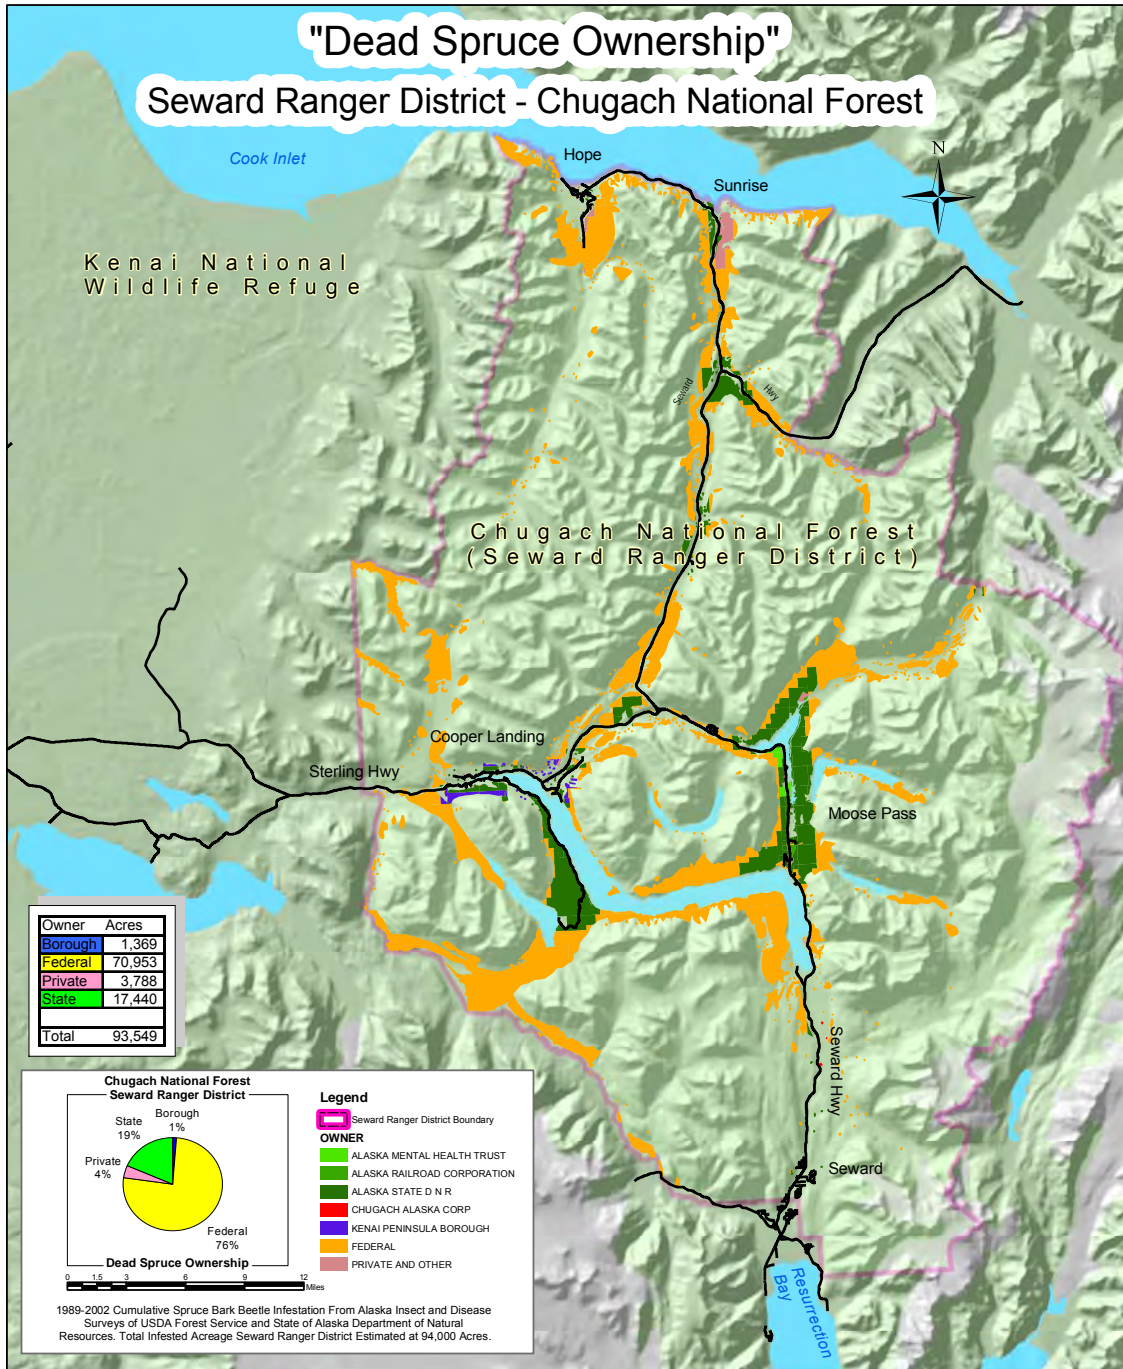 "Dead Spruce Ownership"
Seward Ranger District - Chugach National Forest
Cook Inlet
Hope
N
Sunrise
Kenai National
Wildlife Refuge
Seward
Hwy
Chugach National Forest
(Seward Ranger District)
Cooper Landing
Sterling Hwy
Moose Pass
Owner Acres
Borough 1,369
Federal 70,953
Private 3,788
State 17,440
Total 93,549
Seward Hwy
Seward
Resurrection
Bay
Chugach National Forest
Seward Ranger District
Borough
1%
State
19%
Private
4%
Federal
76%
Dead Spruce Ownership
0 1.5 3 6 9 12
Miles
Legend
Seward Ranger District Boundary
OWNER
ALASKA MENTAL HEALTH TRUST
ALASKA RAILROAD CORPORATION
ALASKA STATE D N R
CHUGACH ALASKA CORP
KENAI PENINSULA BOROUGH
FEDERAL
PRIVATE AND OTHER
1989-2002 Cumulative Spruce Bark Beetle Infestation From Alaska Insect and Disease
Surveys of USDA Forest Service and State of Alaska Department of Natural
Resources. Total Infested Acreage Seward Ranger District Estimated at 94,000 Acres.